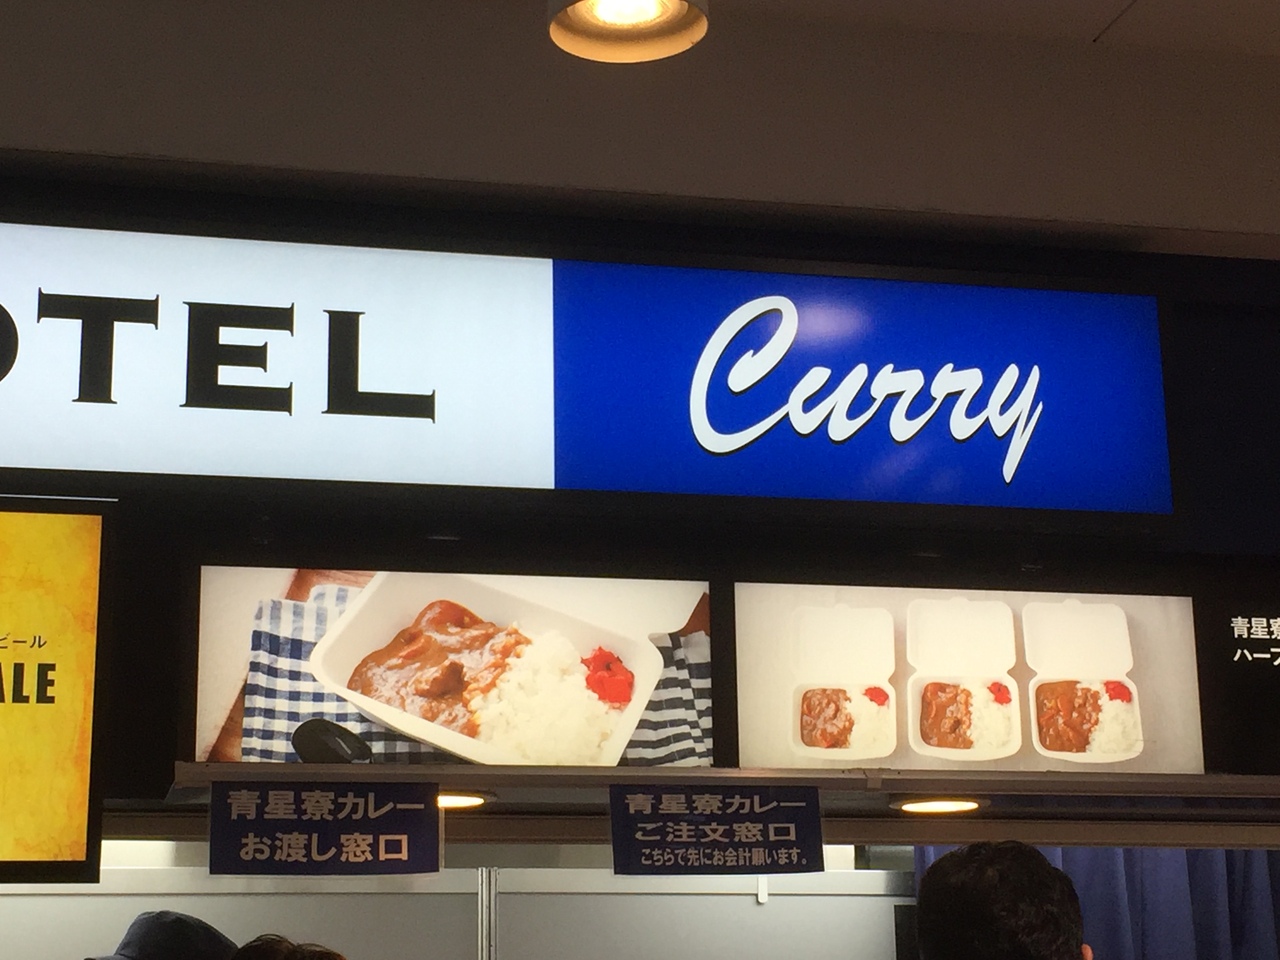 OTEL
Curry
ビール
ALE
青星寮
ハーフ
青星寮カレー
お渡し窓口
青星寮カレー
ご注文窓口
こちらで先にお会計願います。